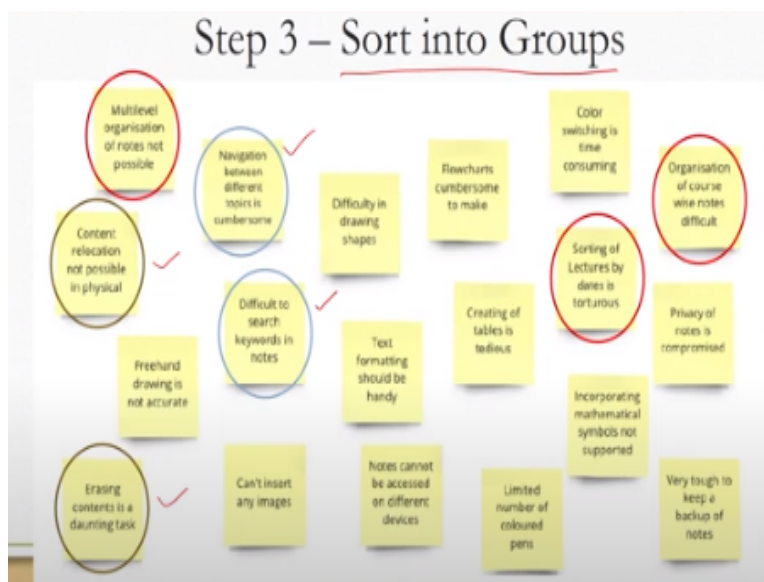 Step 3 – Sort into Groups
Multilevel
organisation
of notes not
possible
Navigation
between
different
topics is
cumbersome
Difficulty in
drawing
shapes
Flowcharts
cumbersome
to make
Color
switching is
time
consuming
Organisation
of course
wise notes
difficult
Content
relocation
not possible
in physical
Difficult to
search
keywords in
notes
Sorting of
Lectures by
dates is
torturous
Creating of
tables is
tedious
Privacy of
notes is
compromised
Freehand
drawing is
not accurate
Text
formatting
should be
handy
Incorporating
mathematical
symbols not
supported
Erasing
contents is a
daunting task
Can't insert
any images
Notes cannot
be accessed
on different
devices
Limited
number of
coloured
pens
Very tough to
keep a
backup of
notes